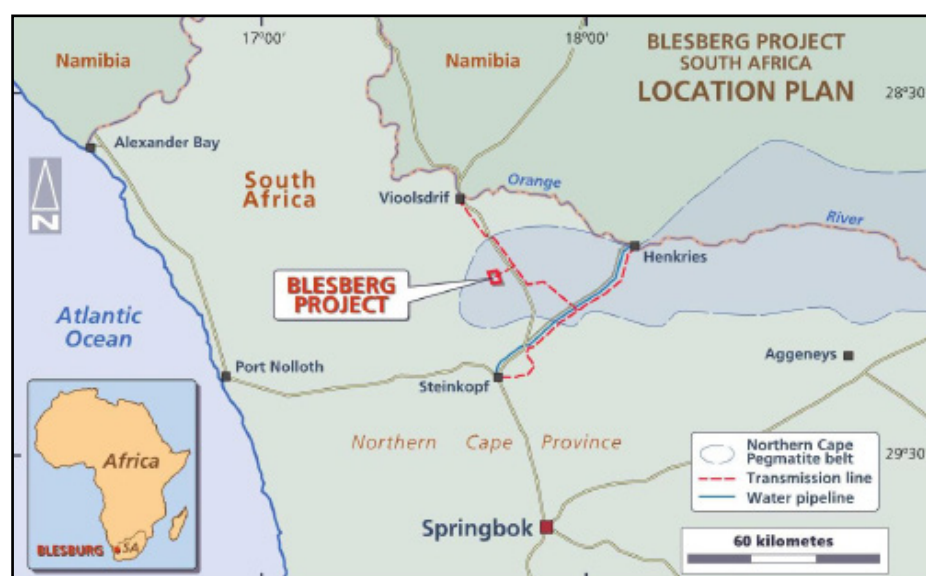 17°00'
18°00'
Namibia
Namibia
BLESBERG PROJECT
SOUTH AFRICA
LOCATION PLAN
28°30
Alexander Bay
South
Africa
Vioolsdrif
Orange
River
N
Henkries
BLESBERG
PROJECT
Atlantic
Ocean
Port Nolloth
Steinkopf
Aggeneys
Northern Cape Province
Northern Cape
Pegmatite belt
Transmission line
Water pipeline
29°30
Africa
SA
BLESBURG
Springbok
60 kilometes